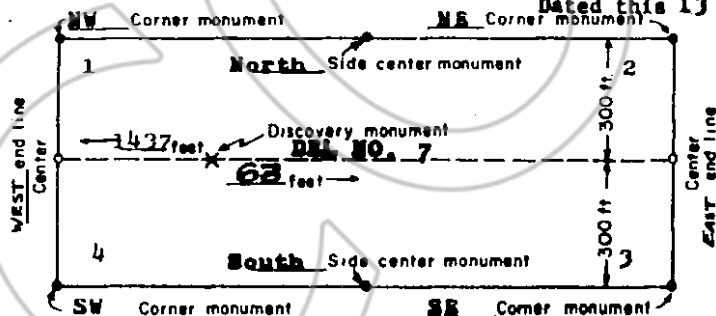 Dated this 13
NW Corner monument NE Corner monument
1 North Side center monument 2
300 ft
1437 feet Discovery monument
DEL NO. 7
WEST end line
Center
63 feet
Center
EAST end line
300 ft
4 South Side center monument 3
SW Corner monument SE Corner monument